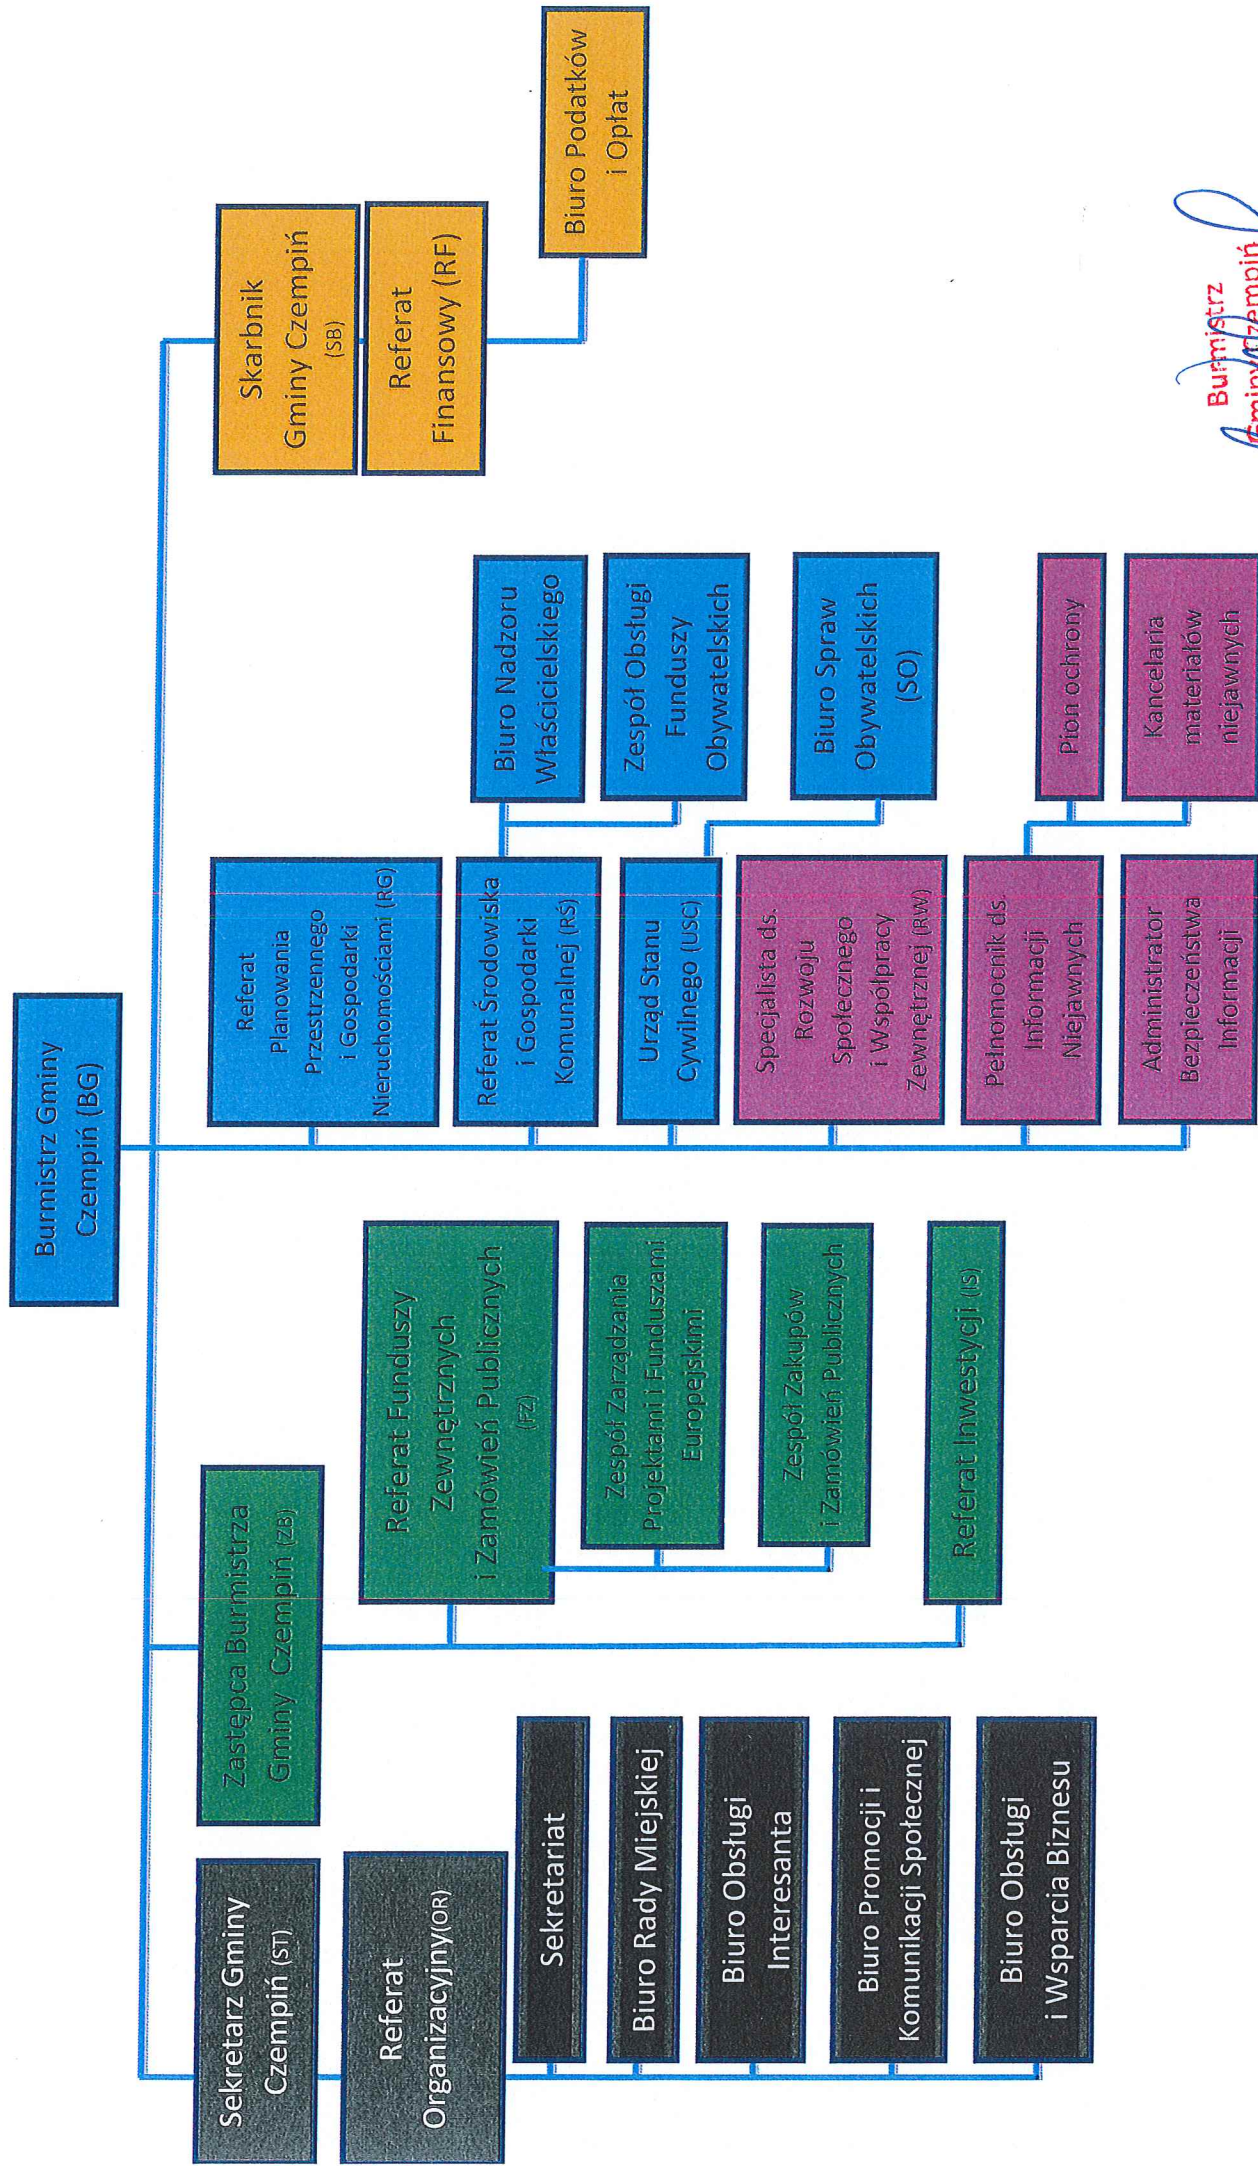 Burmistrz Gminy
Czempiń (BG)
Sekretarz Gminy
Czempiń (ST)
Referat
Organizacyjny(OR)
Sekretariat
Biuro Rady Miejskiej
Biuro Obsługi
Interesanta
Biuro Promocji i
Komunikacji Społecznej
Biuro Obsługi
i Wsparcia Biznesu
Zastępca Burmistrza
Gminy Czempiń (ZB)
Referat Funduszy
Zewnętrznych
i Zamówień Publicznych
(FZ)
Zespół Zarządzania
Projektami i Funduszami
Europejskimi
Zespół Zakupów
i Zamówień Publicznych
Referat Inwestycji (IS)
Referat
Planowania
Przestrzennego
i Gospodarki
Nieruchomościami (RG)
Referat Środowiska
i Gospodarki
Komunalnej (RŚ)
Biuro Nadzoru
Właścicielskiego
Zespół Obsługi
Funduszy
Obywatelskich
Urząd Stanu
Cywilnego (USC)
Biuro Spraw
Obywatelskich
(SO)
Specjalista ds.
Rozwoju
Społecznego
i Współpracy
Zewnętrznej (RW)
Pełnomocnik ds.
Informacji
Niejawnych
Pion ochrony
Kancelaria
materiałów
niejawnych
Administrator
Bezpieczeństwa
Informacji
Skarbnik
Gminy Czempiń
(SB)
Referat
Finansowy (RF)
Biuro Podatków
i Opłat
Burmistrz
Gminy Czempiń